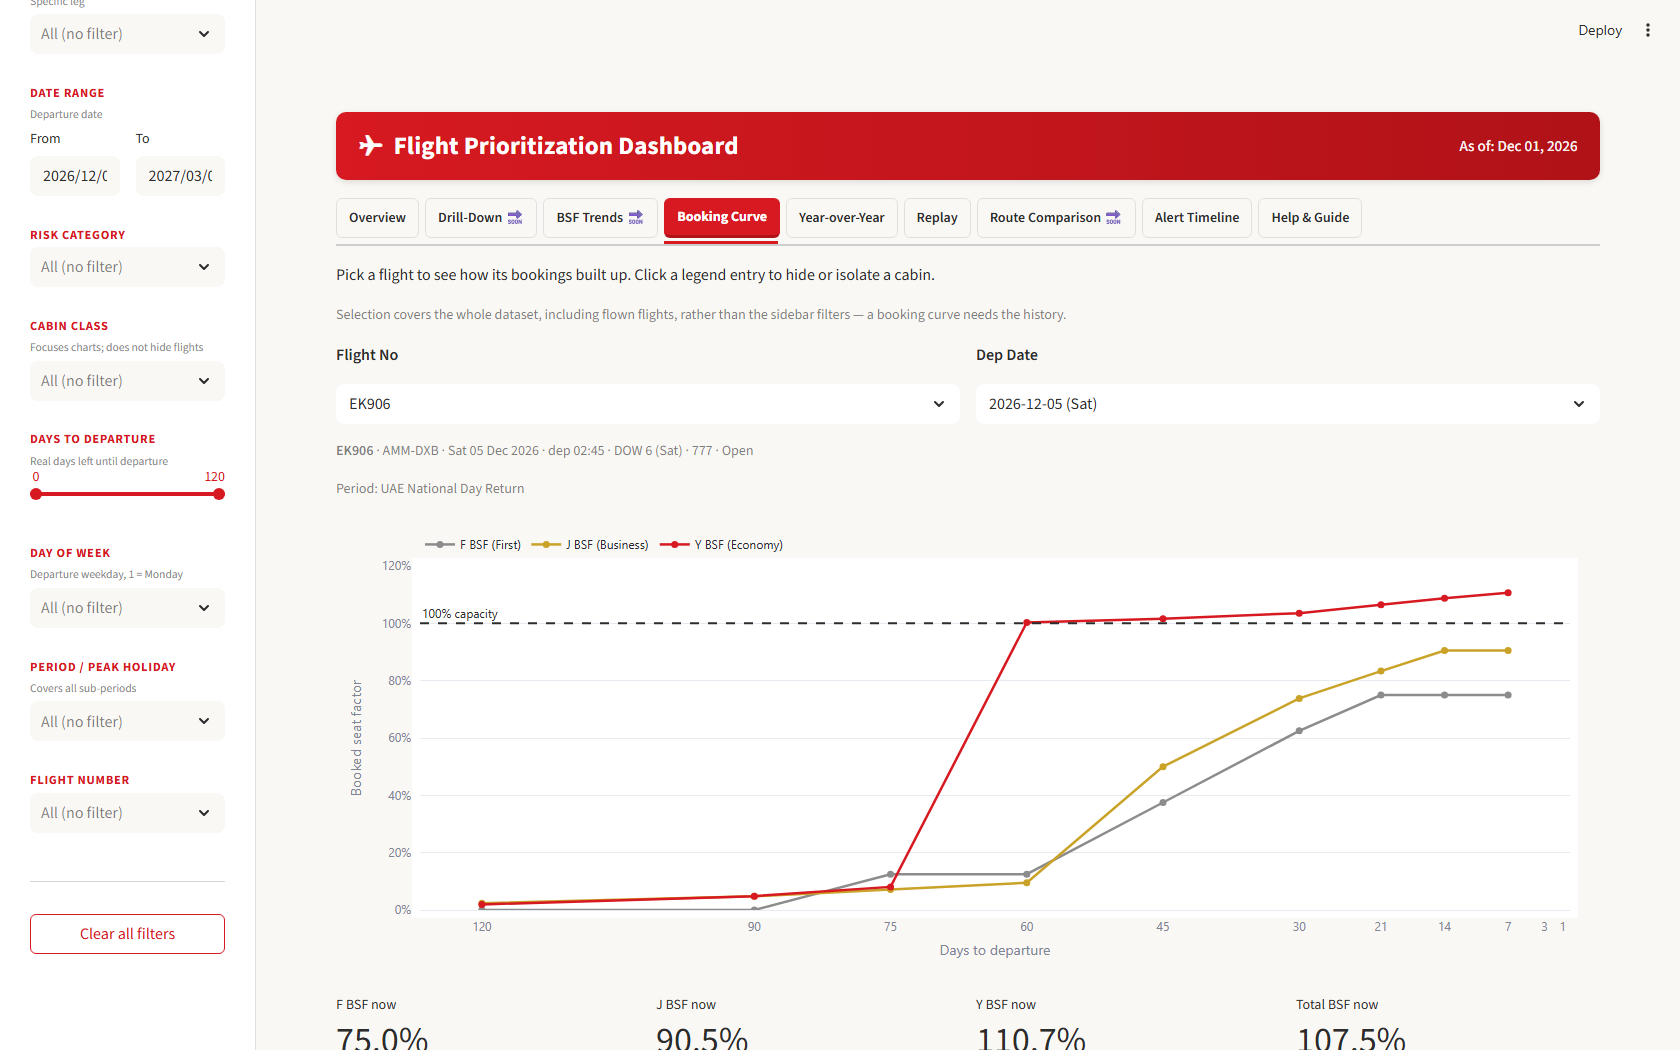 Specific leg
All (no filter)
DATE RANGE
Departure date
From To
2026/12/0 2027/03/0
RISK CATEGORY
All (no filter)
CABIN CLASS
Focuses charts; does not hide flights
All (no filter)
DAYS TO DEPARTURE
Real days left until departure
0 120
DAY OF WEEK
Departure weekday, 1 = Monday
All (no filter)
PERIOD / PEAK HOLIDAY
Covers all sub-periods
All (no filter)
FLIGHT NUMBER
All (no filter)
Clear all filters
Deploy
Flight Prioritization Dashboard
As of: Dec 01, 2026
Overview Drill-Down SOON BSF Trends SOON Booking Curve Year-over-Year Replay Route Comparison SOON Alert Timeline Help & Guide
Pick a flight to see how its bookings built up. Click a legend entry to hide or isolate a cabin.
Selection covers the whole dataset, including flown flights, rather than the sidebar filters — a booking curve needs the history.
Flight No Dep Date
EK906 2026-12-05 (Sat)
EK906 · AMM-DXB · Sat 05 Dec 2026 · dep 02:45 · DOW 6 (Sat) · 777 · Open
Period: UAE National Day Return
F BSF (First) J BSF (Business) Y BSF (Economy)
120%
100% capacity
100%
80%
60%
40%
20%
0%
Booked seat factor
120 90 75 60 45 30 21 14 7 3 1
Days to departure
F BSF now J BSF now Y BSF now Total BSF now
75.0% 90.5% 110.7% 107.5%